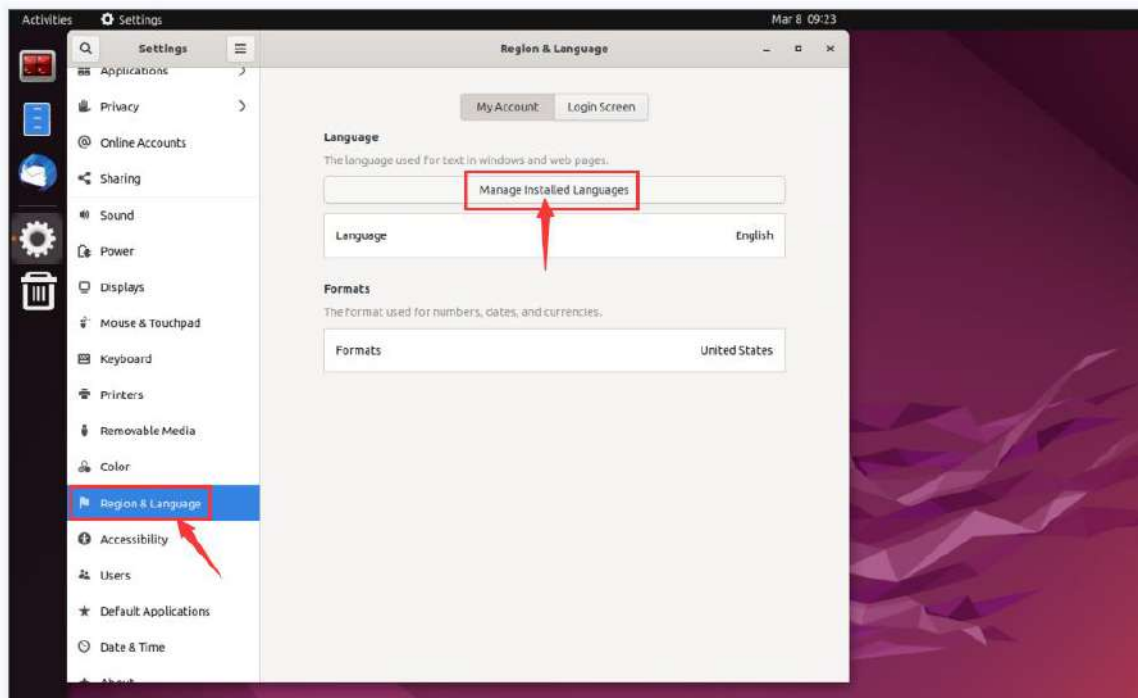 Activities Settings Mar 8 09:23
Settings Region & Language
Applications
Privacy
Online Accounts
Sharing
Sound
Power
Displays
Mouse & Touchpad
Keyboard
Printers
Removable Media
Color
Region & Language
Accessibility
Users
Default Applications
Date & Time
About
My Account Login Screen
Language
The language used for text in windows and web pages.
Manage Installed Languages
Language English
Formats
The format used for numbers, dates, and currencies.
Formats United States